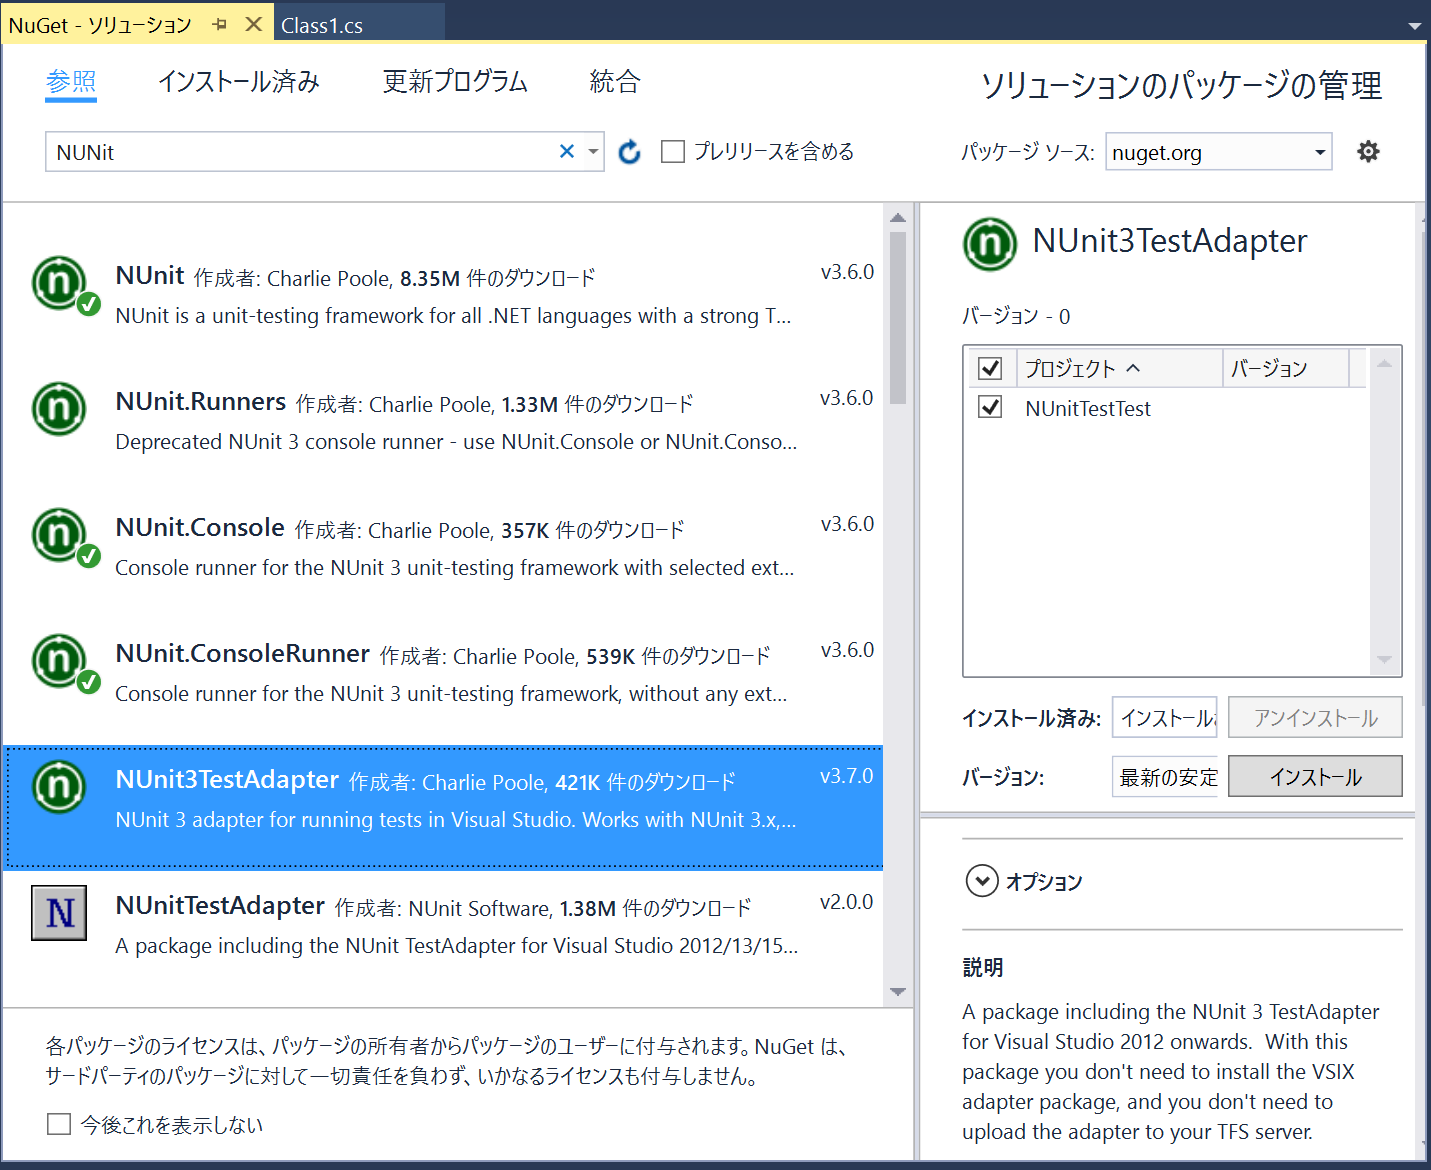 NuGet - ソリューション
Class1.cs
参照 インストール済み 更新プログラム 統合
ソリューションのパッケージの管理
NUNit
プレリリースを含める
パッケージ ソース: nuget.org
NUnit 作成者: Charlie Poole, 8.35M 件のダウンロード v3.6.0
NUnit is a unit-testing framework for all .NET languages with a strong T...
NUnit.Runners 作成者: Charlie Poole, 1.33M 件のダウンロード v3.6.0
Deprecated NUnit 3 console runner - use NUnit.Console or NUnit.Conso...
NUnit.Console 作成者: Charlie Poole, 357K 件のダウンロード v3.6.0
Console runner for the NUnit 3 unit-testing framework with selected ext...
NUnit.ConsoleRunner 作成者: Charlie Poole, 539K 件のダウンロード v3.6.0
Console runner for the NUnit 3 unit-testing framework, without any ext...
NUnit3TestAdapter 作成者: Charlie Poole, 421K 件のダウンロード v3.7.0
NUnit 3 adapter for running tests in Visual Studio. Works with NUnit 3.x,...
N
NUnitTestAdapter 作成者: NUnit Software, 1.38M 件のダウンロード v2.0.0
A package including the NUnit TestAdapter for Visual Studio 2012/13/15...
各パッケージのライセンスは、パッケージの所有者からパッケージのユーザーに付与されます。NuGet は、
サードパーティのパッケージに対して一切責任を負わず、いかなるライセンスも付与しません。
今後これを表示しない
NUnit3TestAdapter
バージョン - 0
プロジェクト バージョン
NUnitTestTest
インストール済み: インストール アンインストール
バージョン: 最新の安定 インストール
オプション
説明
A package including the NUnit 3 TestAdapter
for Visual Studio 2012 onwards.  With this
package you don't need to install the VSIX
adapter package, and you don't need to
upload the adapter to your TFS server.